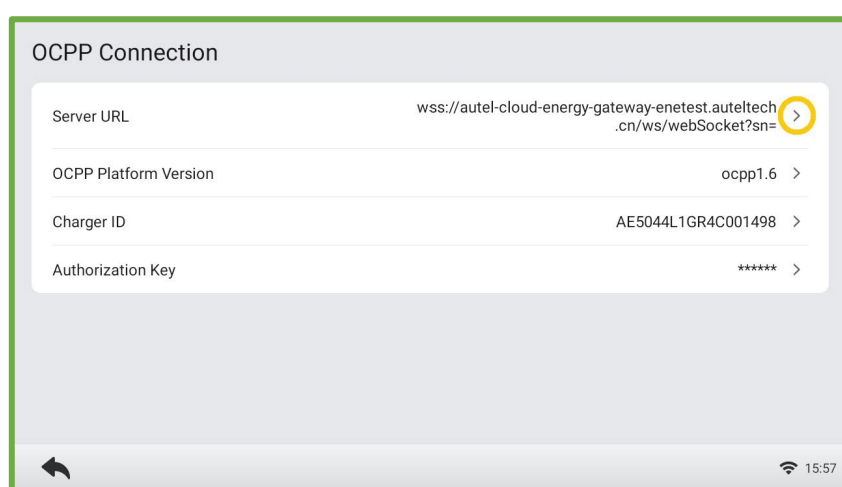 OCPP Connection
Server URL
wss://autel-cloud-energy-gateway-enetest.auteltech
.cn/ws/webSocket?sn=
OCPP Platform Version
ocpp1.6
Charger ID
AE5044L1GR4C001498
Authorization Key
******
15:57